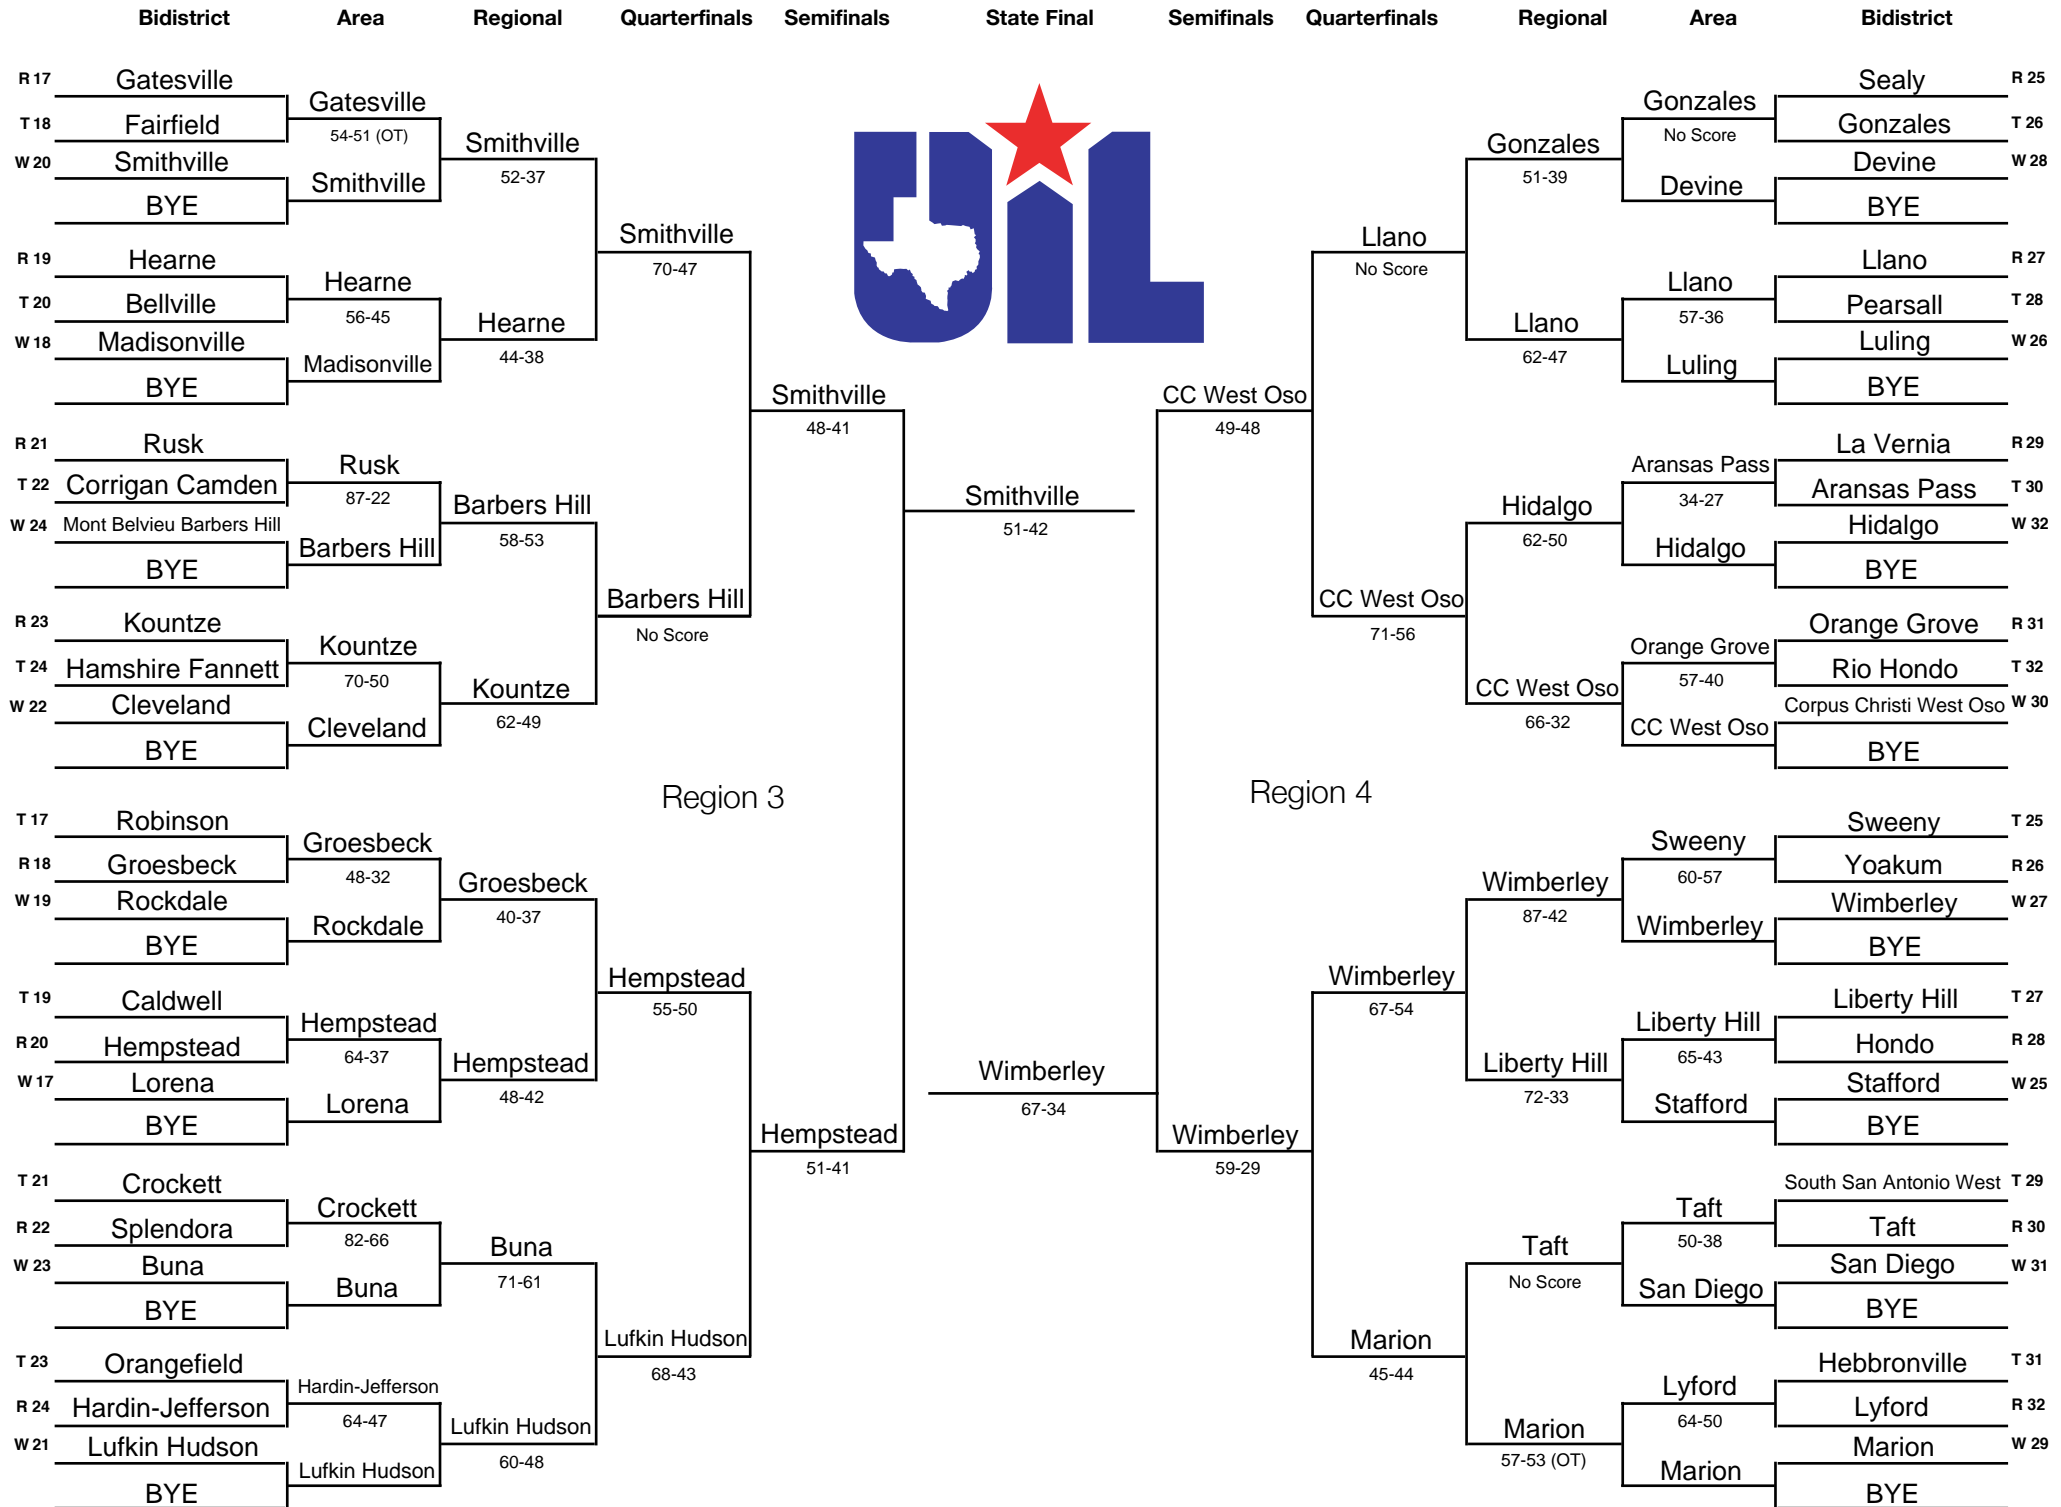 Bidistrict Area Regional Quarterfinals Semifinals State Final Semifinals Quarterfinals Regional Area Bidistrict
R 17 Gatesville
Gatesville
T 18 Fairfield
54-51 (OT)
Smithville
W 20 Smithville
52-37
Smithville
BYE
Smithville
70-47
R 19 Hearne
Hearne
T 20 Bellville
56-45
Hearne
W 18 Madisonville
44-38
Madisonville
BYE
Smithville
48-41
R 21 Rusk
Rusk
T 22 Corrigan Camden
87-22
Barbers Hill
W 24 Mont Belvieu Barbers Hill
58-53
Barbers Hill
BYE
Barbers Hill
No Score
R 23 Kountze
Kountze
T 24 Hamshire Fannett
70-50
Kountze
W 22 Cleveland
62-49
Cleveland
BYE
Region 3
T 17 Robinson
Groesbeck
R 18 Groesbeck
48-32
Groesbeck
W 19 Rockdale
40-37
Rockdale
BYE
Hempstead
55-50
T 19 Caldwell
Hempstead
R 20 Hempstead
64-37
Hempstead
W 17 Lorena
48-42
Lorena
BYE
Hempstead
51-41
T 21 Crockett
Crockett
R 22 Splendora
82-66
Buna
W 23 Buna
71-61
Buna
BYE
Lufkin Hudson
68-43
T 23 Orangefield
Hardin-Jefferson
R 24 Hardin-Jefferson
64-47
Lufkin Hudson
W 21 Lufkin Hudson
60-48
Lufkin Hudson
BYE
UIL
Smithville
51-42
Wimberley
67-34
Sealy R 25
Gonzales
Gonzales T 26
No Score
Gonzales
Devine W 28
51-39
Devine
BYE
Llano
No Score
Llano R 27
Llano
Pearsall T 28
57-36
Llano
Luling W 26
62-47
Luling
BYE
CC West Oso
49-48
La Vernia R 29
Aransas Pass
Aransas Pass T 30
34-27
Hidalgo
Hidalgo W 32
62-50
Hidalgo
BYE
CC West Oso
71-56
Orange Grove R 31
Orange Grove
Rio Hondo T 32
57-40
CC West Oso
Corpus Christi West Oso W 30
66-32
CC West Oso
BYE
Region 4
Sweeny T 25
Sweeny
Yoakum R 26
60-57
Wimberley
Wimberley W 27
87-42
Wimberley
BYE
Wimberley
67-54
Liberty Hill T 27
Liberty Hill
Hondo R 28
65-43
Liberty Hill
Stafford W 25
72-33
Stafford
BYE
Wimberley
59-29
South San Antonio West T 29
Taft
Taft R 30
50-38
Taft
San Diego W 31
No Score
San Diego
BYE
Marion
45-44
Hebbronville T 31
Lyford
Lyford R 32
64-50
Marion
Marion W 29
57-53 (OT)
Marion
BYE